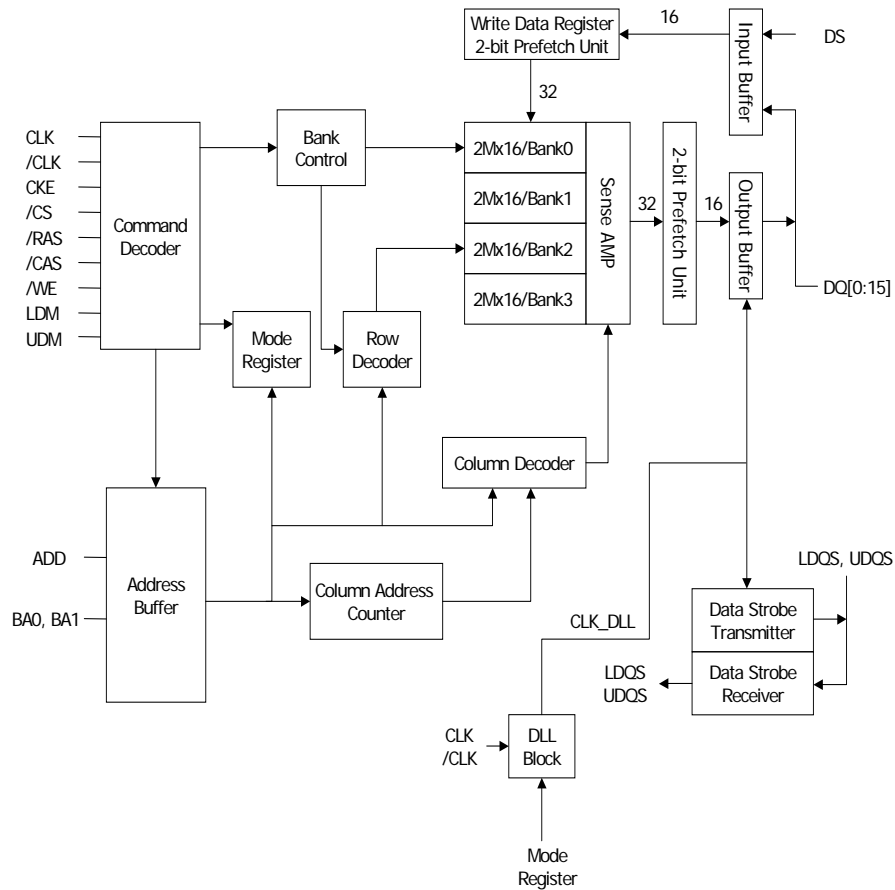 Write Data Register
2-bit Prefetch Unit
16
Input Buffer
DS
32
CLK
/CLK
CKE
/CS
/RAS
/CAS
/WE
LDM
UDM
Command
Decoder
Bank
Control
2Mx16/Bank0
2Mx16/Bank1
2Mx16/Bank2
2Mx16/Bank3
Sense AMP
32
2-bit Prefetch Unit
16
Output Buffer
DQ[0:15]
Mode
Register
Row
Decoder
Column Decoder
ADD
BA0, BA1
Address
Buffer
Column Address
Counter
CLK_DLL
LDQS, UDQS
Data Strobe
Transmitter
Data Strobe
Receiver
LDQS
UDQS
CLK
/CLK
DLL
Block
Mode
Register